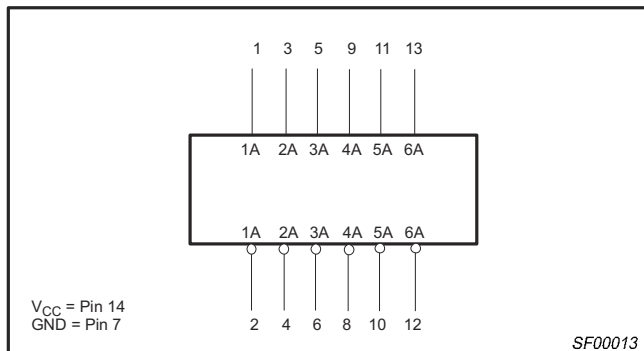 1 3 5 9 11 13
1A 2A 3A 4A 5A 6A
1A 2A 3A 4A 5A 6A
2 4 6 8 10 12
VCC = Pin 14
GND = Pin 7
SF00013